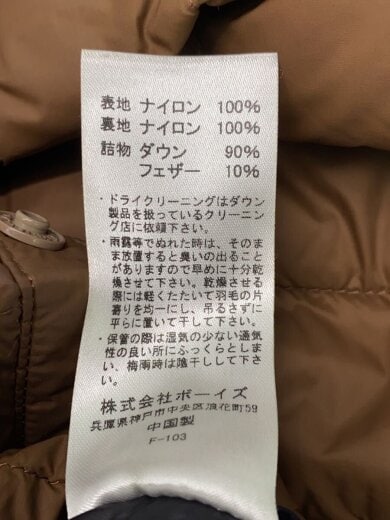 表地 ナイロン 100%
裏地 ナイロン 100%
詰物 ダウン 90%
フェザー 10%
・ドライクリーニングはダウン
製品を扱っているクリーニン
グ店に依頼下さい。
・雨露等でぬれた時は、そのま
ま放置すると臭いの出ること
がありますので早めに十分乾
燥させて下さい。乾燥させる
際には軽くたたいて羽毛の片
寄りを均一にし、吊るさずに
平らに置いて干して下さい。
・保管の際は湿気の少ない通気
性の良い所にふっくらとしま
い、梅雨時は陰干しして下さ
い。
株式会社ボーイズ
兵庫県神戸市中央区浪花町59
中国製
F-103